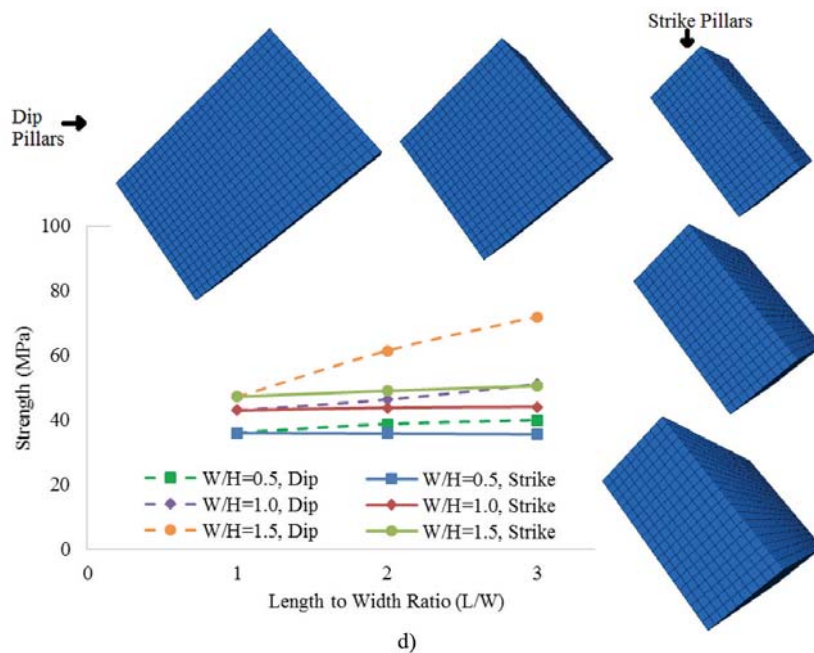 Strike Pillars
Dip
Pillars
100
80
60
40
20
0
Strength (MPa)
W/H=0.5, Dip
W/H=0.5, Strike
W/H=1.0, Dip
W/H=1.0, Strike
W/H=1.5, Dip
W/H=1.5, Strike
0
1
2
3
Length to Width Ratio (L/W)
d)